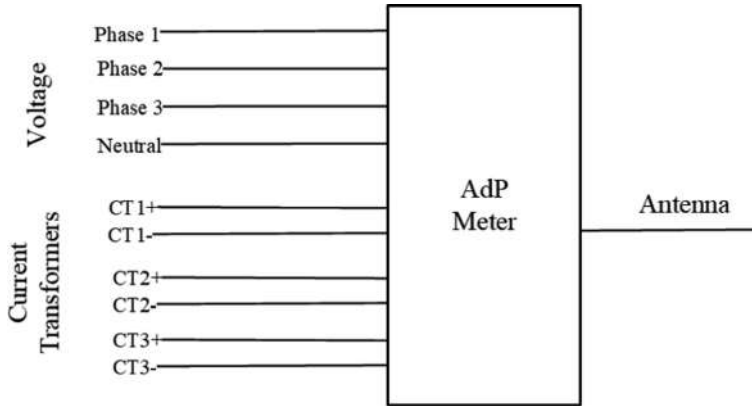 Voltage
Phase 1
Phase 2
Phase 3
Neutral
Current
Transformers
CT1+
CT1-
CT2+
CT2-
CT3+
CT3-
AdP
Meter
Antenna